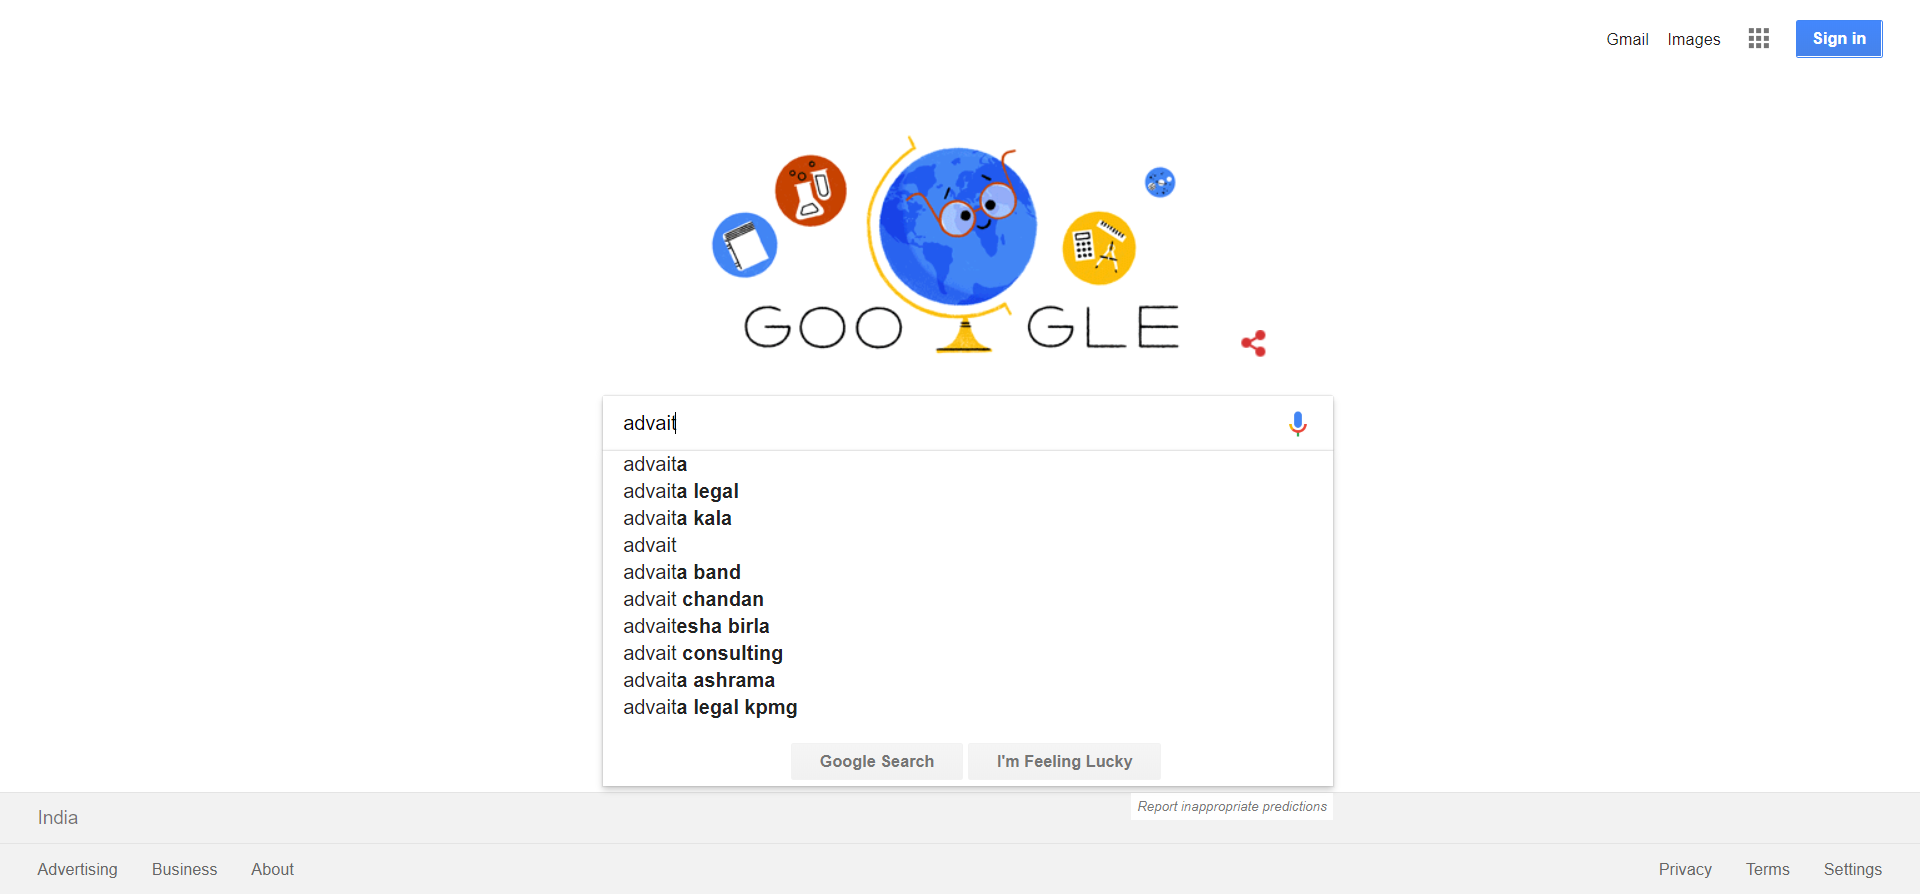 Gmail Images Sign in
GOO GLE
advait
advaita
advaita legal
advaita kala
advait
advaita band
advait chandan
advaitesha birla
advait consulting
advaita ashrama
advaita legal kpmg
Google Search I'm Feeling Lucky
Report inappropriate predictions
India
Advertising Business About Privacy Terms Settings